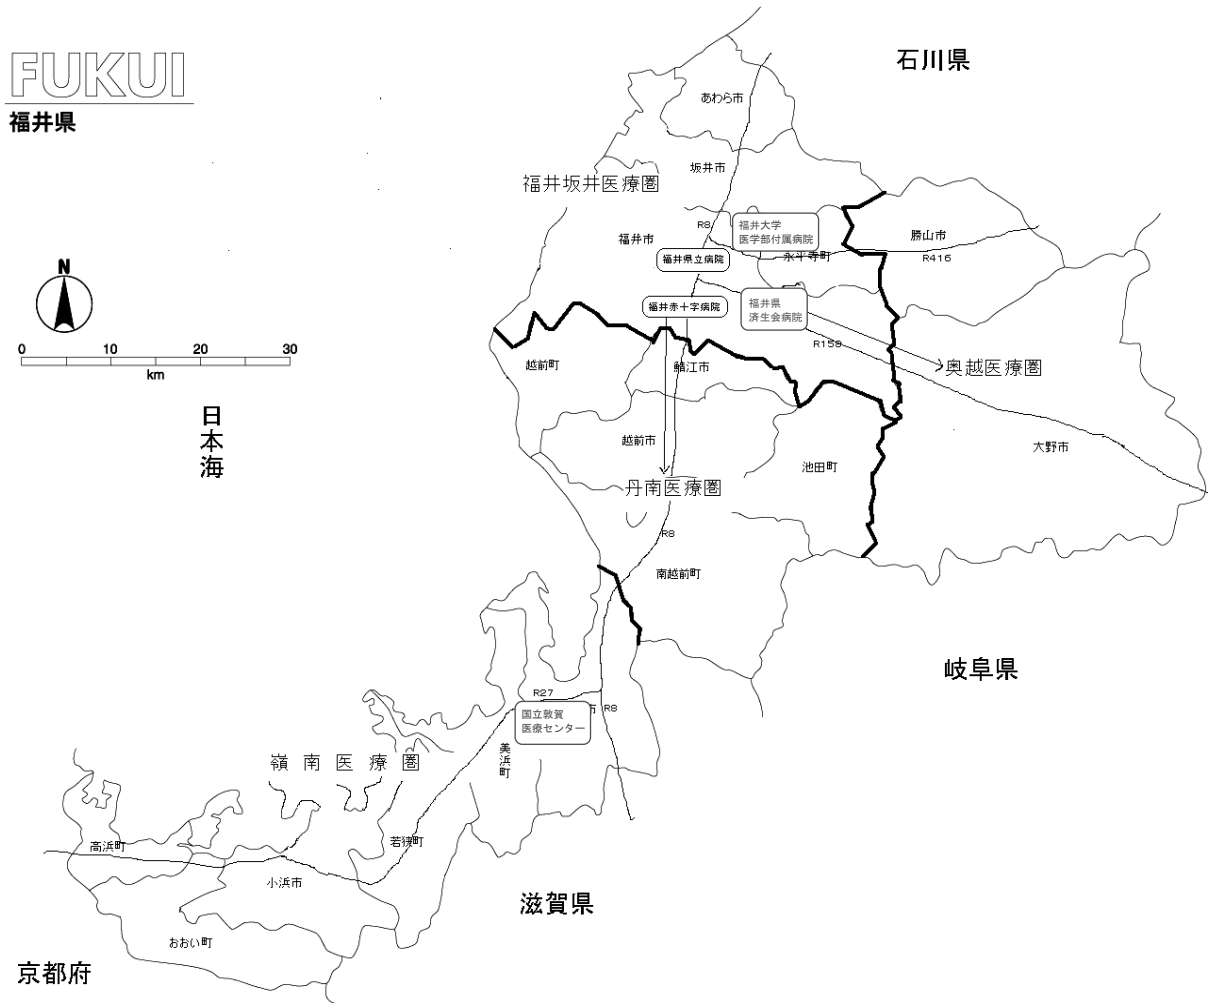 FUKUI
福井県
石川県
あわら市
坂井市
福井坂井医療圏
R8
福井大学
医学部付属病院
福井市
勝山市
永平寺町
R416
福井県立病院
N
福井赤十字病院
福井県
済生会病院
0 10 20 30
km
R158
越前町
鯖江市
奥越医療圏
日本海
越前市
大野市
池田町
丹南医療圏
R8
南越前町
岐阜県
R27
国立敦賀
医療センター
市
R8
美浜町
嶺南医療圏
高浜町
若狭町
小浜市
滋賀県
おおい町
京都府